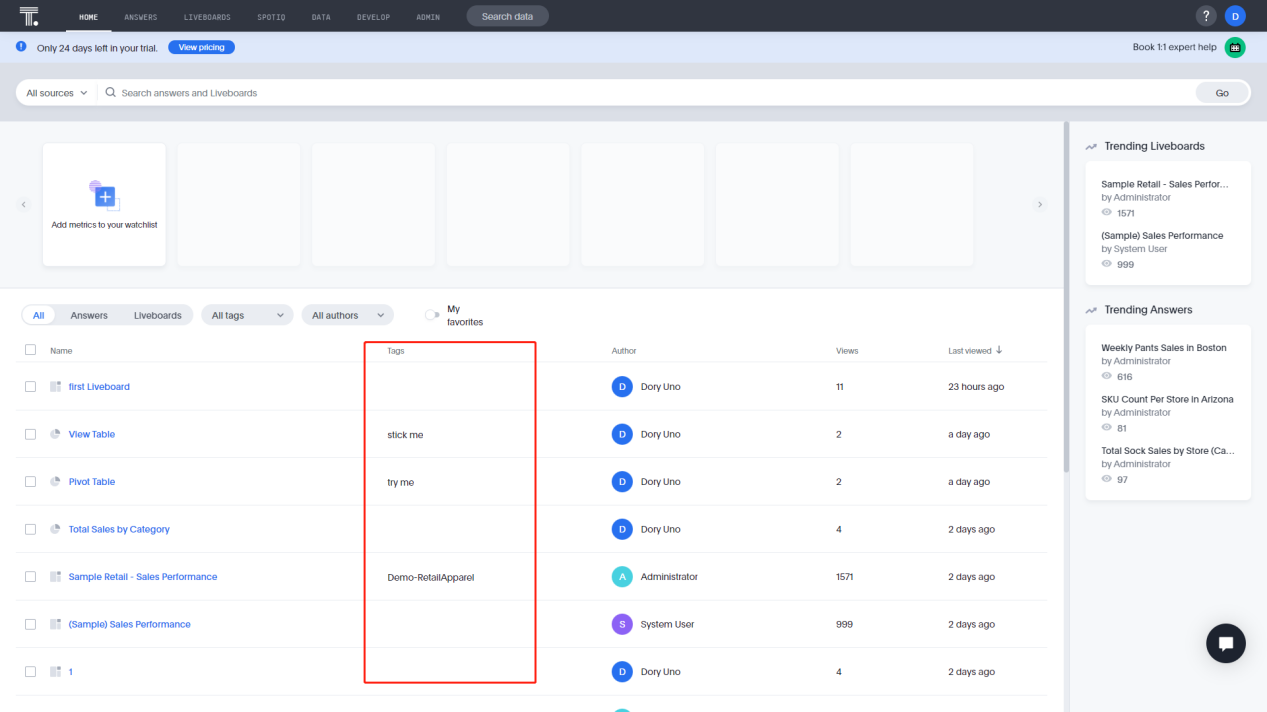 T.
HOME ANSWERS LIVEBOARDS SPOTIQ DATA DEVELOP ADMIN Search data ? D
! Only 24 days left in your trial. View pricing Book 1:1 expert help
All sources Search answers and Liveboards Go
Add metrics to your watchlist
Trending Liveboards
Sample Retail - Sales Perfor...
by Administrator
1571
(Sample) Sales Performance
by System User
999
Trending Answers
Weekly Pants Sales in Boston
by Administrator
616
SKU Count Per Store in Arizona
by Administrator
81
Total Sock Sales by Store (Ca...
by Administrator
97
All Answers Liveboards All tags All authors My
favorites
Name Tags Author Views Last viewed
first Liveboard D Dory Uno 11 23 hours ago
View Table stick me D Dory Uno 2 a day ago
Pivot Table try me D Dory Uno 2 a day ago
Total Sales by Category D Dory Uno 4 2 days ago
Sample Retail - Sales Performance Demo-RetailApparel A Administrator 1571 2 days ago
(Sample) Sales Performance S System User 999 2 days ago
1 D Dory Uno 4 2 days ago